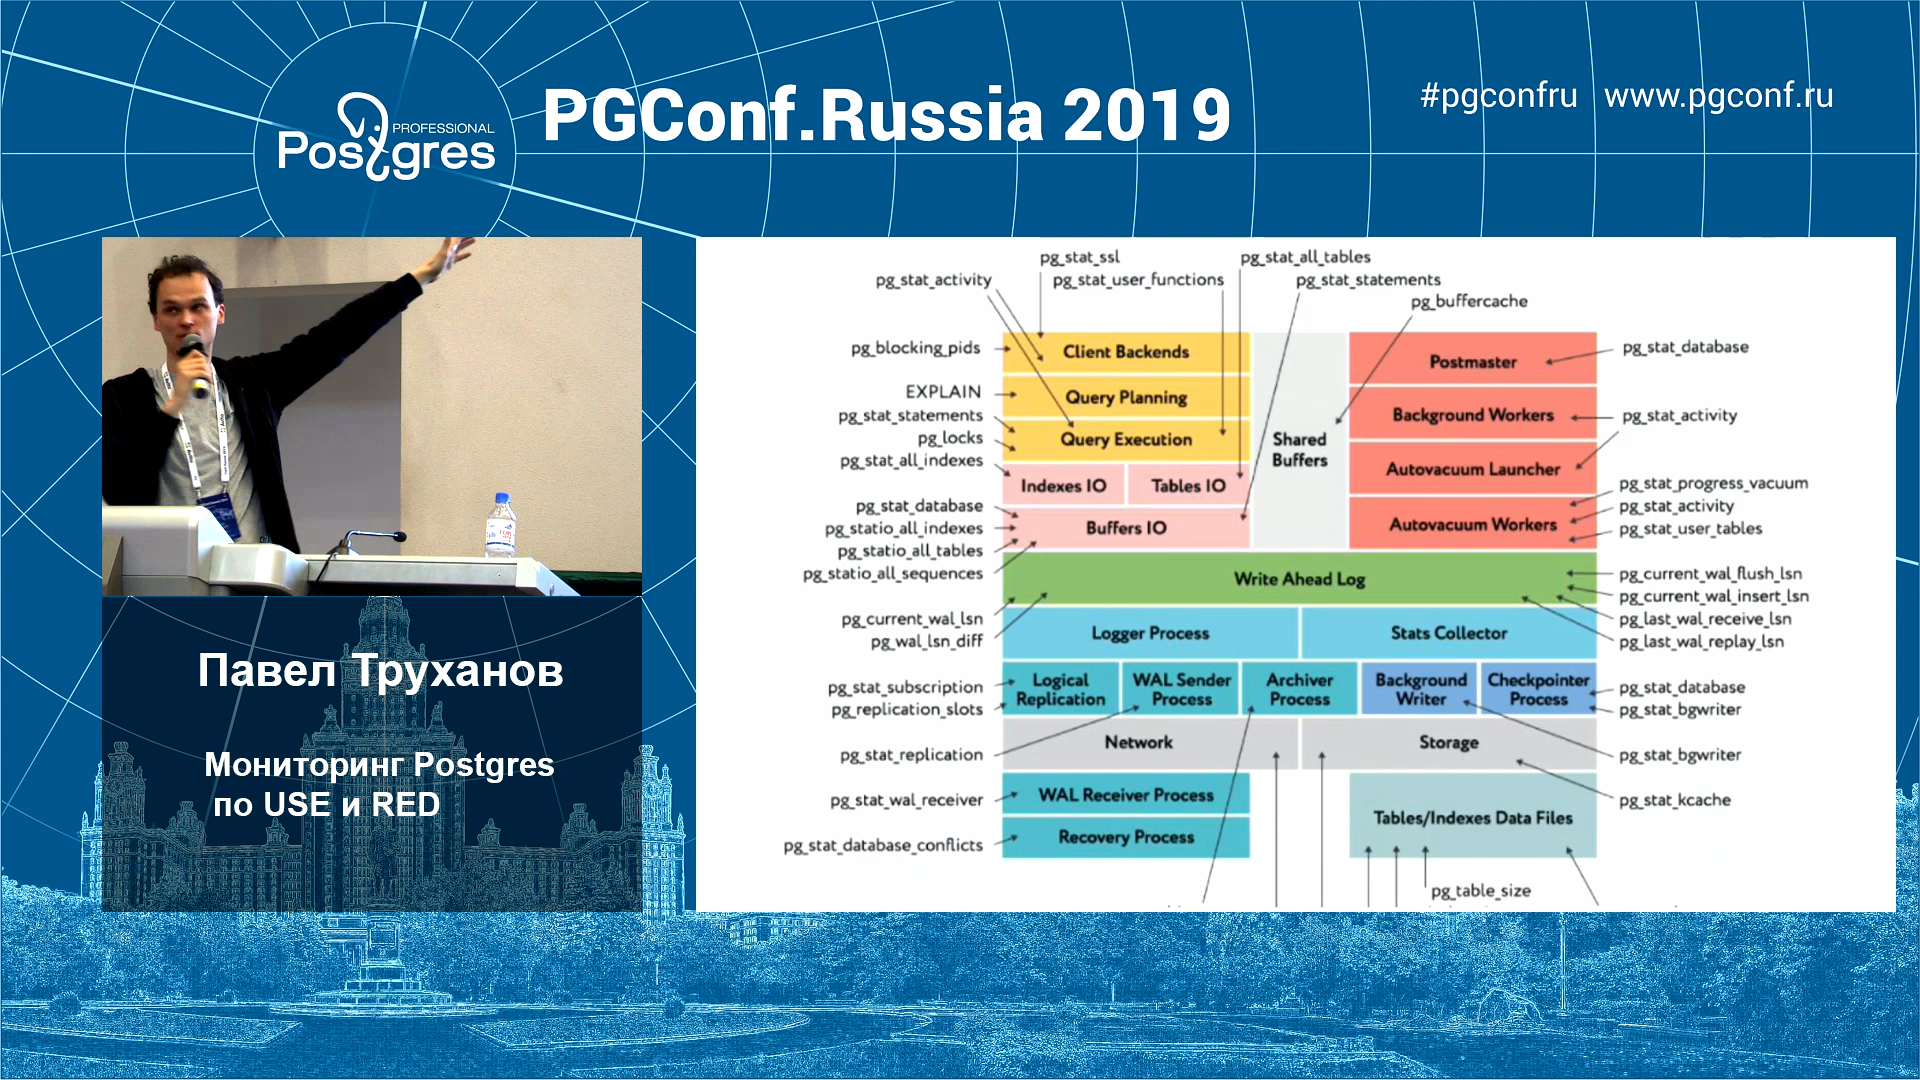 PROFESSIONAL
Postgres
PGConf.Russia 2019
#pgconfru www.pgconf.ru
Павел Труханов
Мониторинг Postgres
по USE и RED
pg_stat_ssl
pg_stat_all_tables
pg_stat_activity
pg_stat_user_functions
pg_stat_statements
pg_buffercache
pg_blocking_pids
EXPLAIN
pg_stat_statements
pg_locks
pg_stat_all_indexes
pg_stat_database
pg_statio_all_indexes
pg_statio_all_tables
pg_statio_all_sequences
pg_current_wal_lsn
pg_wal_lsn_diff
pg_stat_subscription
pg_replication_slots
pg_stat_replication
pg_stat_wal_receiver
pg_stat_database_conflicts
Client Backends
Query Planning
Query Execution
Indexes IO
Tables IO
Buffers IO
Shared
Buffers
Postmaster
Background Workers
Autovacuum Launcher
Autovacuum Workers
Write Ahead Log
Logger Process
Stats Collector
Logical
Replication
WAL Sender
Process
Archiver
Process
Background
Writer
Checkpointer
Process
Network
Storage
WAL Receiver Process
Recovery Process
Tables/Indexes Data Files
pg_table_size
pg_stat_database
pg_stat_activity
pg_stat_progress_vacuum
pg_stat_activity
pg_stat_user_tables
pg_current_wal_flush_lsn
pg_current_wal_insert_lsn
pg_last_wal_receive_lsn
pg_last_wal_replay_lsn
pg_stat_database
pg_stat_bgwriter
pg_stat_bgwriter
pg_stat_kcache